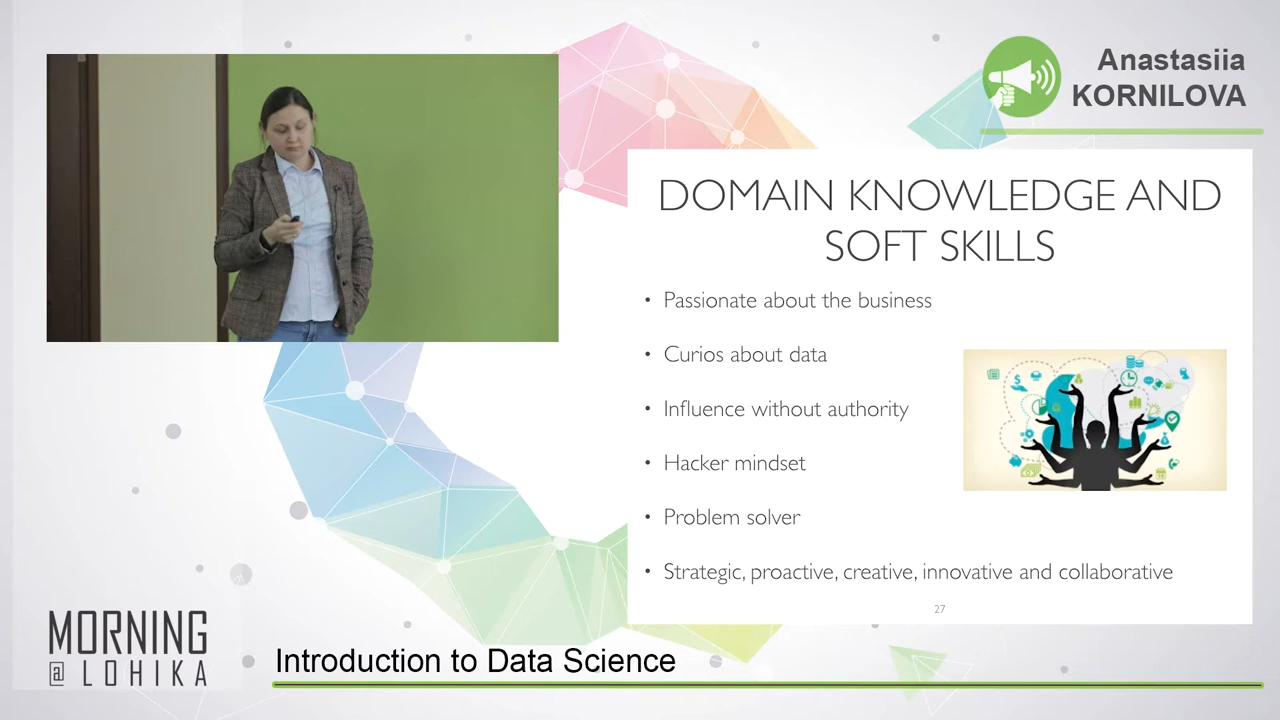 Anastasiia
KORNILOVA
DOMAIN KNOWLEDGE AND
SOFT SKILLS
• Passionate about the business
• Curios about data
• Influence without authority
• Hacker mindset
• Problem solver
• Strategic, proactive, creative, innovative and collaborative
27
MORNING
@ LOHIKA
Introduction to Data Science